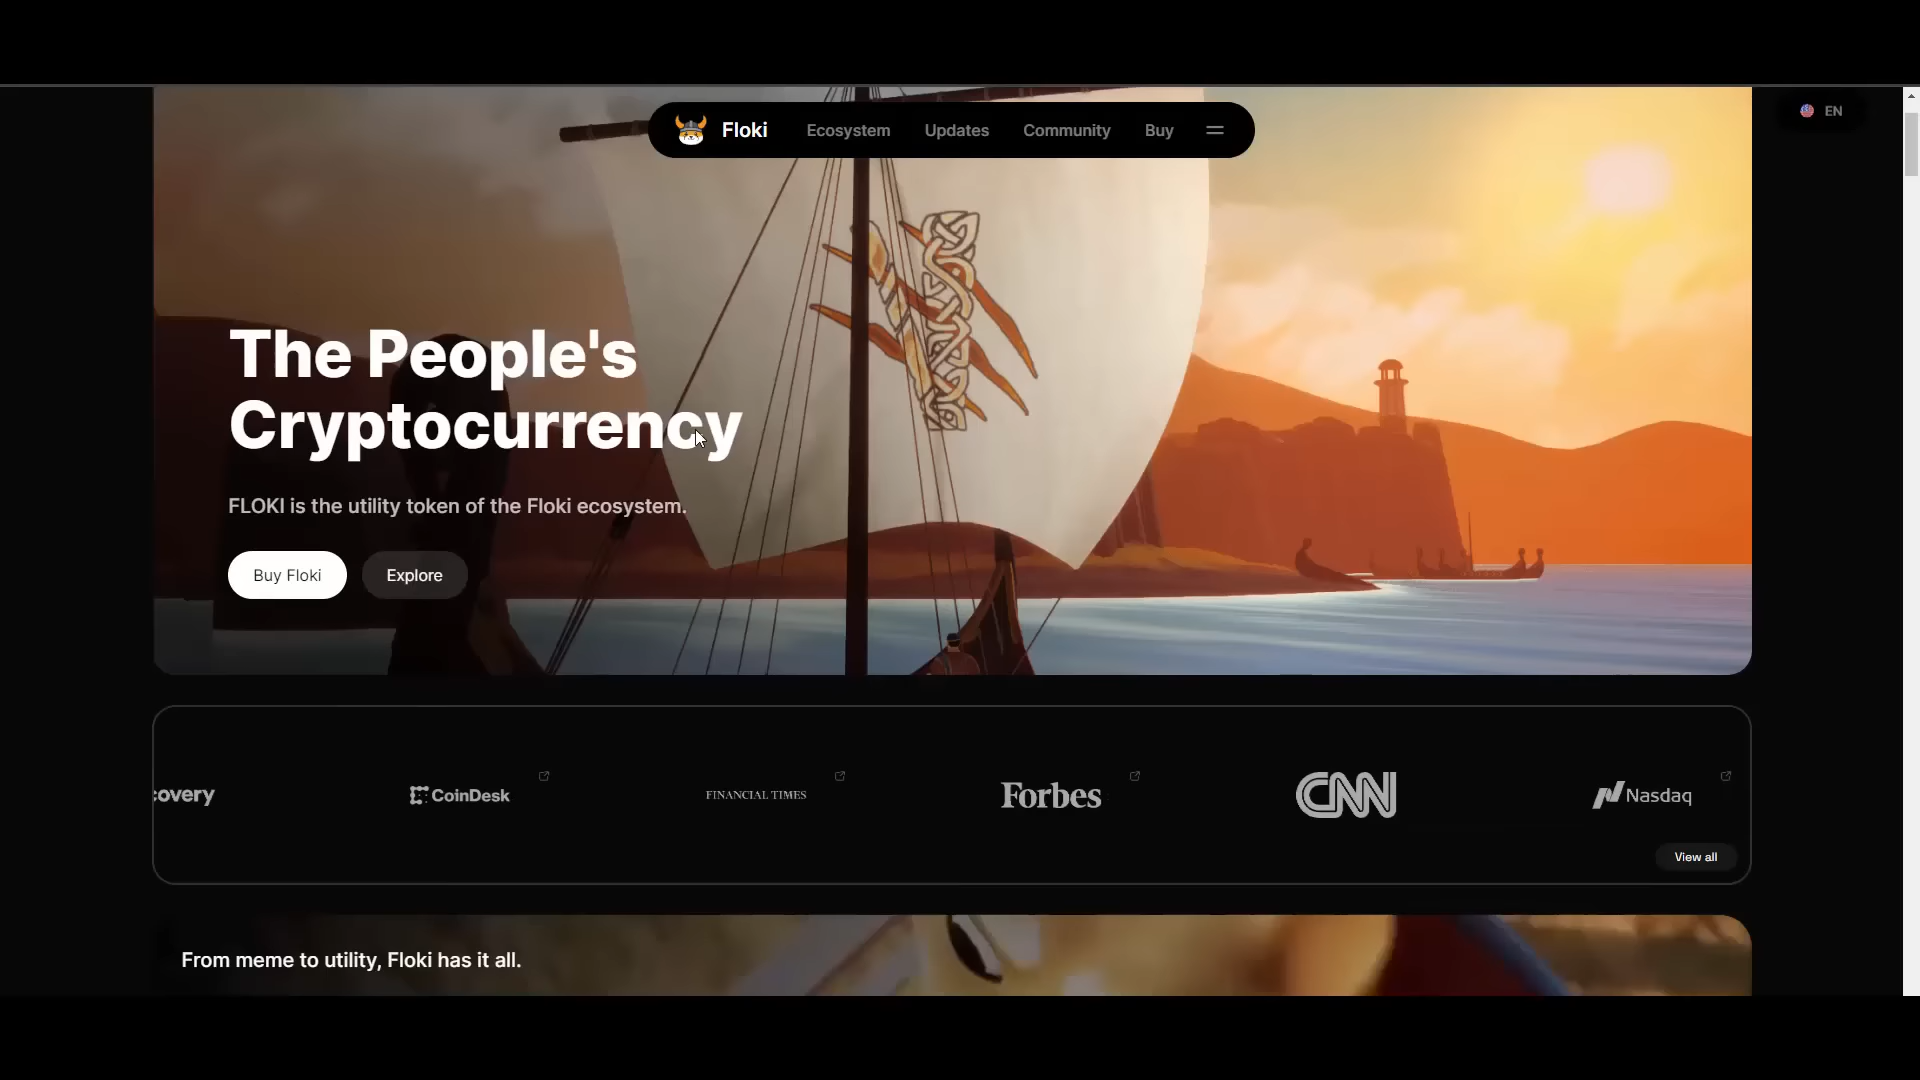 Floki Ecosystem Updates Community Buy
EN
The People's
Cryptocurrency
FLOKI is the utility token of the Floki ecosystem.
Buy Floki Explore
overy CoinDesk FINANCIAL TIMES Forbes CNN Nasdaq
View all
From meme to utility, Floki has it all.